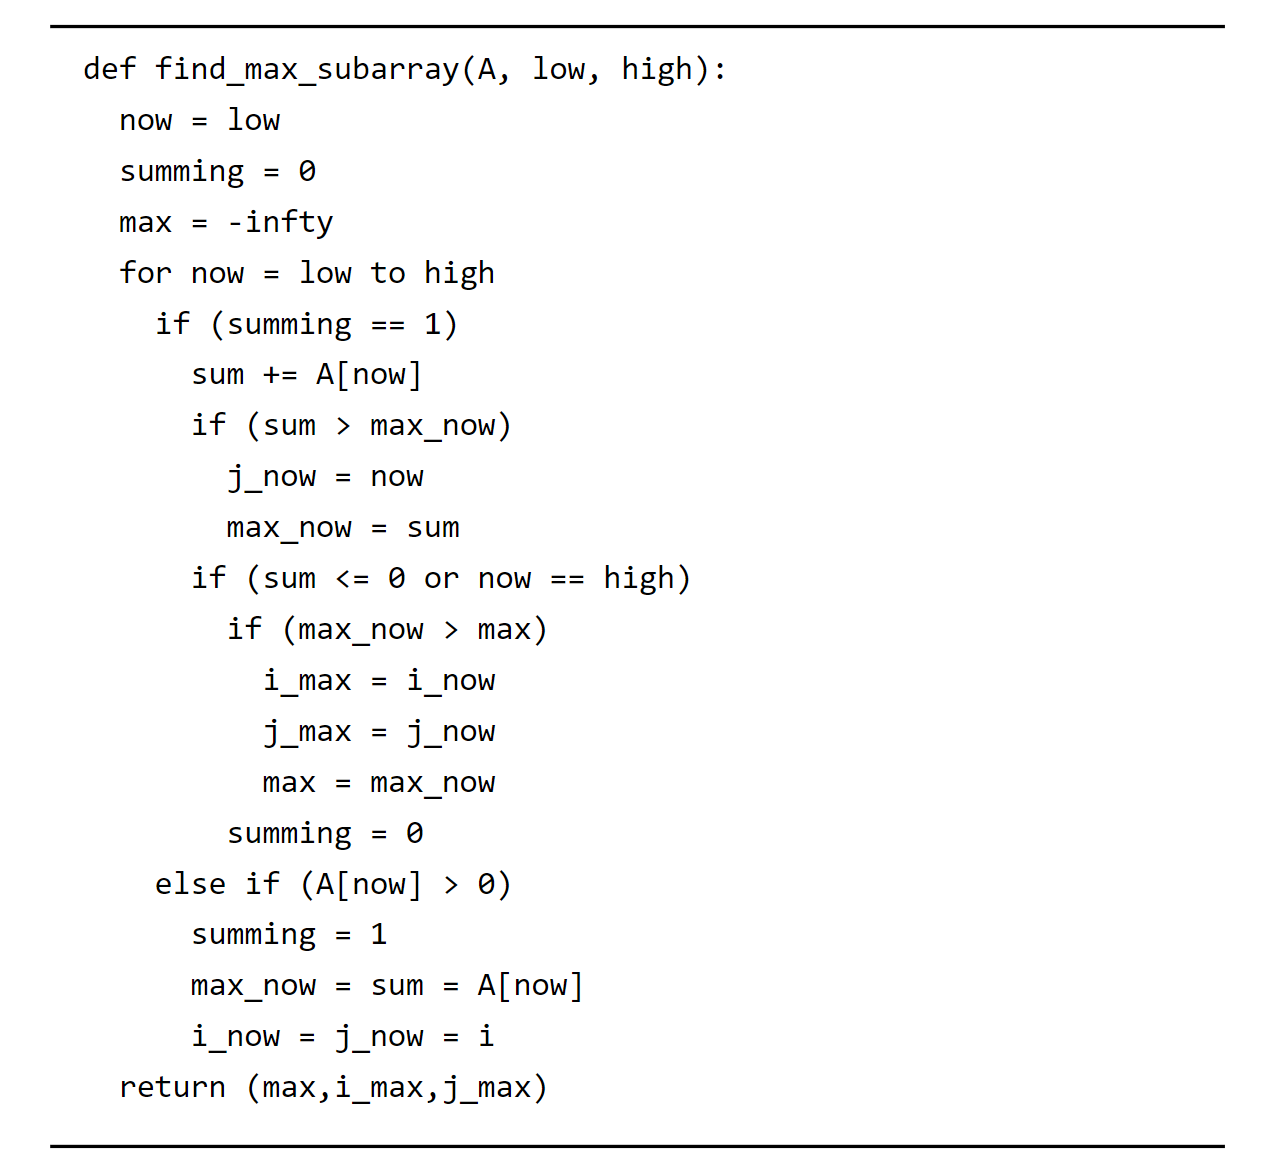 def find_max_subarray(A, low, high):
  now = low
  summing = 0
  max = -infty
  for now = low to high
    if (summing == 1)
      sum += A[now]
      if (sum > max_now)
        j_now = now
        max_now = sum
      if (sum <= 0 or now == high)
        if (max_now > max)
          i_max = i_now
          j_max = j_now
          max = max_now
        summing = 0
    else if (A[now] > 0)
      summing = 1
      max_now = sum = A[now]
      i_now = j_now = i
  return (max,i_max,j_max)